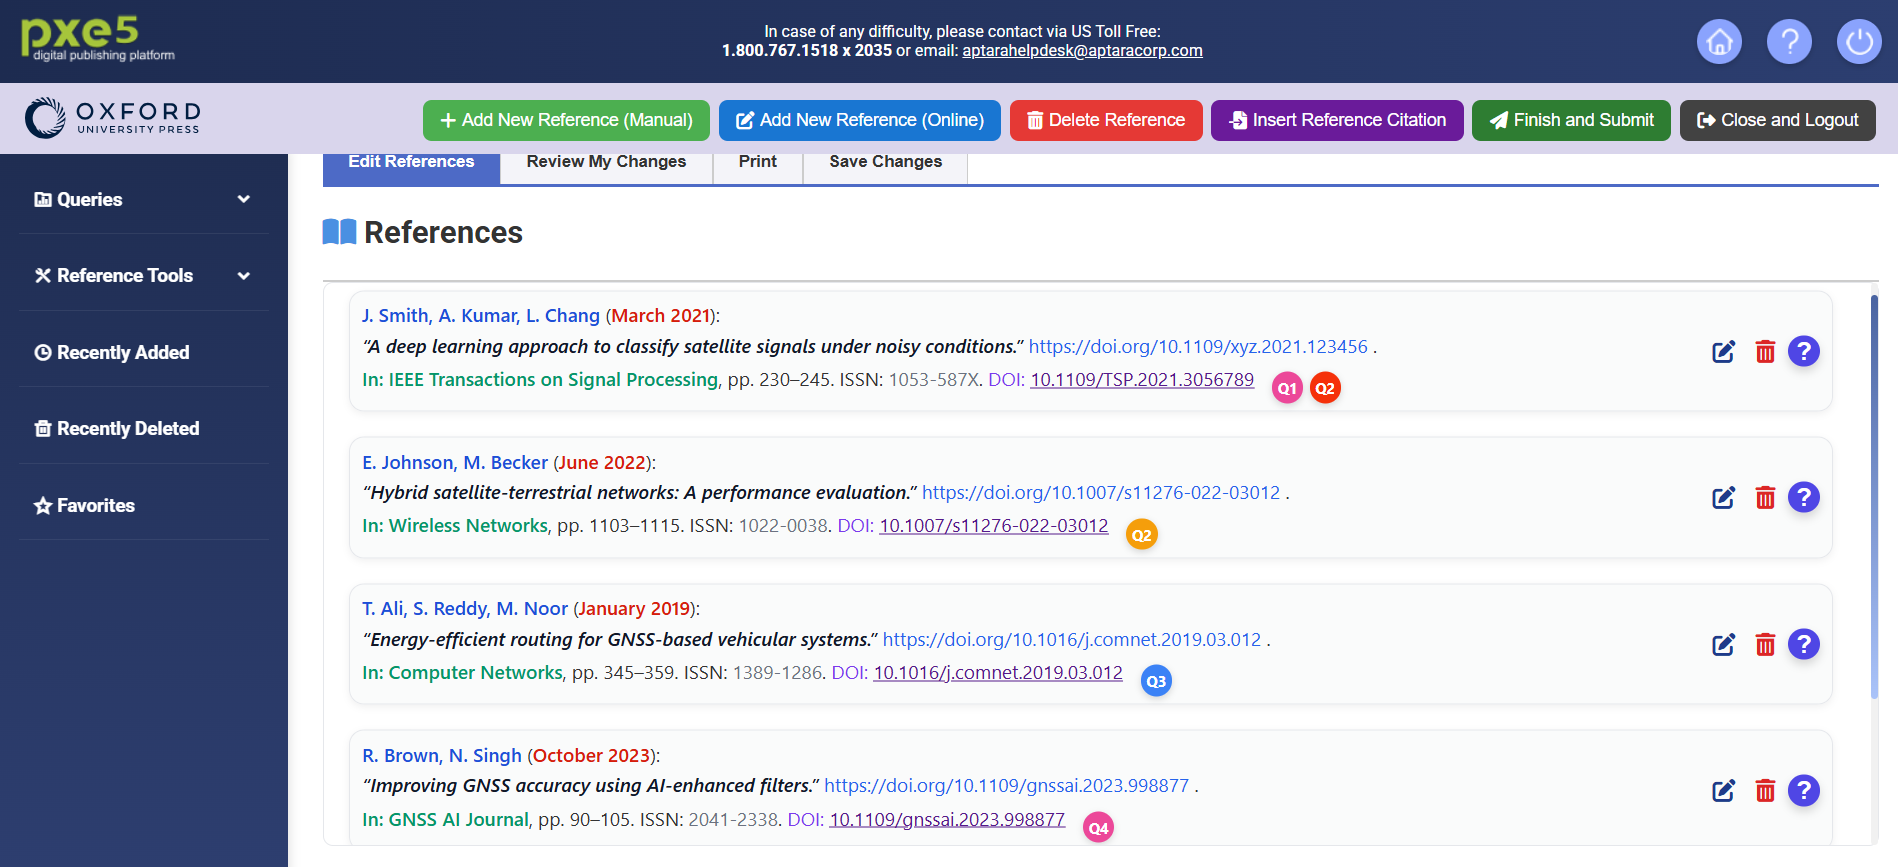 pxe5
digital publishing platform
In case of any difficulty, please contact via US Toll Free:
1.800.767.1518 x 2035 or email: aptarahelpdesk@aptaracorp.com
?
OXFORD
UNIVERSITY PRESS
Add New Reference (Manual)
Add New Reference (Online)
Delete Reference
Insert Reference Citation
Finish and Submit
Close and Logout
Queries
Reference Tools
Recently Added
Recently Deleted
Favorites
Edit References
Review My Changes
Print
Save Changes
References
J. Smith, A. Kumar, L. Chang (March 2021):
“A deep learning approach to classify satellite signals under noisy conditions.” https://doi.org/10.1109/xyz.2021.123456 .
In: IEEE Transactions on Signal Processing, pp. 230–245. ISSN: 1053-587X. DOI: 10.1109/TSP.2021.3056789 Q1 Q2
?
E. Johnson, M. Becker (June 2022):
“Hybrid satellite-terrestrial networks: A performance evaluation.” https://doi.org/10.1007/s11276-022-03012 .
In: Wireless Networks, pp. 1103–1115. ISSN: 1022-0038. DOI: 10.1007/s11276-022-03012 Q2
?
T. Ali, S. Reddy, M. Noor (January 2019):
“Energy-efficient routing for GNSS-based vehicular systems.” https://doi.org/10.1016/j.comnet.2019.03.012 .
In: Computer Networks, pp. 345–359. ISSN: 1389-1286. DOI: 10.1016/j.comnet.2019.03.012 Q3
?
R. Brown, N. Singh (October 2023):
“Improving GNSS accuracy using AI-enhanced filters.” https://doi.org/10.1109/gnssai.2023.998877 .
In: GNSS AI Journal, pp. 90–105. ISSN: 2041-2338. DOI: 10.1109/gnssai.2023.998877 Q4
?